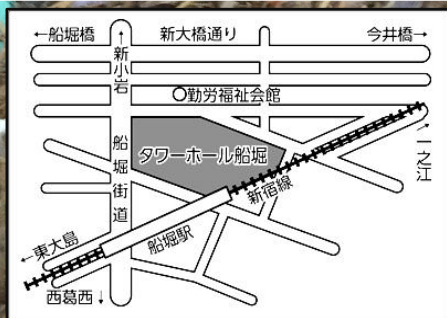 ←船堀橋
新大橋通り
今井橋→
↑新小岩
勤労福祉会館
タワーホール船堀
船堀街道
新宿線
→一之江
船堀駅
←東大島
西葛西↓